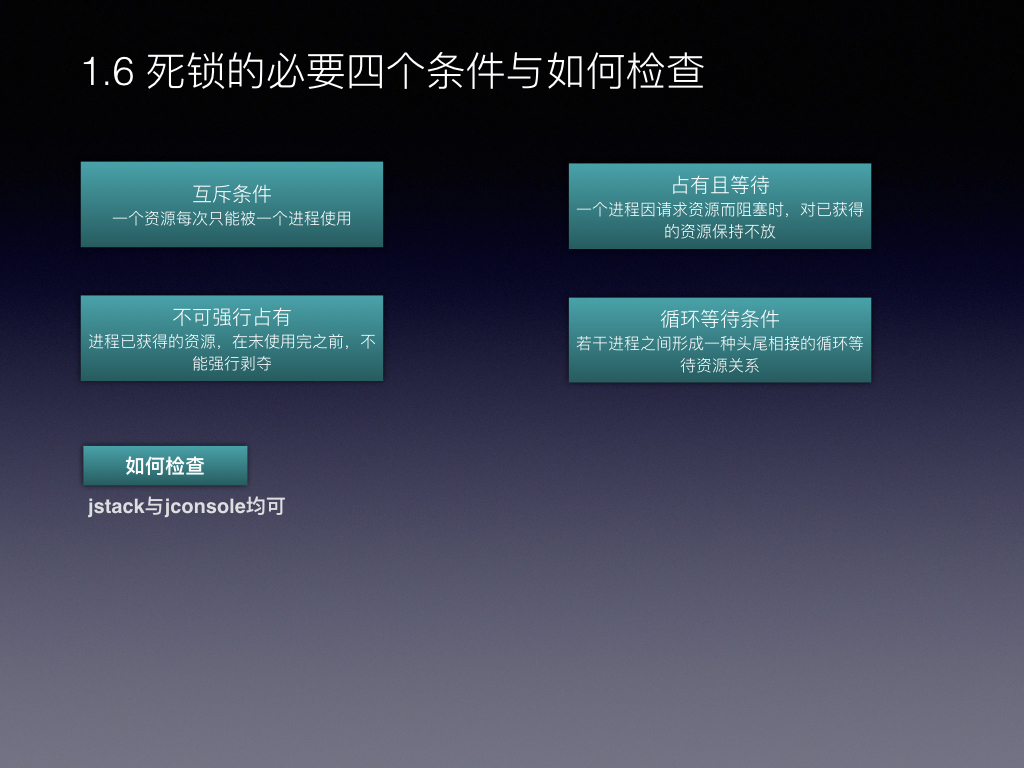 1.6 死锁的必要四个条件与如何检查
互斥条件
一个资源每次只能被一个进程使用
占有且等待
一个进程因请求资源而阻塞时，对已获得
的资源保持不放
不可强行占有
进程已获得的资源，在末使用完之前，不
能强行剥夺
循环等待条件
若干进程之间形成一种头尾相接的循环等
待资源关系
如何检查
jstack与jconsole均可